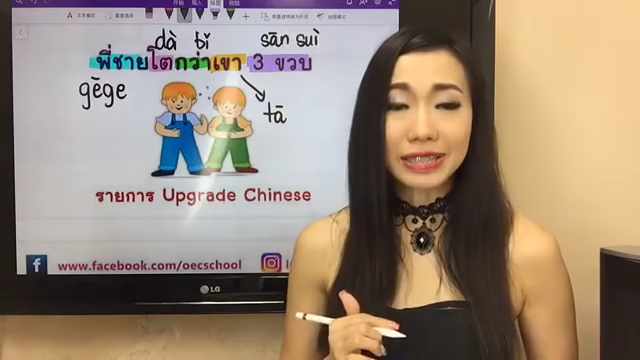 dà bǐ sān suì
พี่ชายโตกว่าเขา 3 ขวบ
gēge
tā
รายการ Upgrade Chinese
www.facebook.com/oecschool
LG